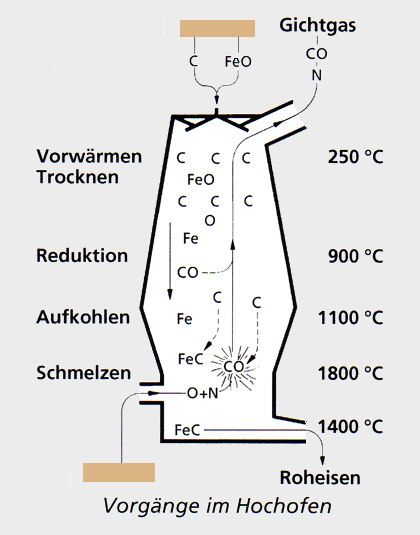 Gichtgas
CO
N
C FeO
Vorwärmen
Trocknen
C C C
FeO
C C C
O
250 °C
Fe
Reduktion
CO
900 °C
C C
Aufkohlen
Fe
1100 °C
FeC
CO
Schmelzen
1800 °C
O+N
FeC
1400 °C
Roheisen
Vorgänge im Hochofen